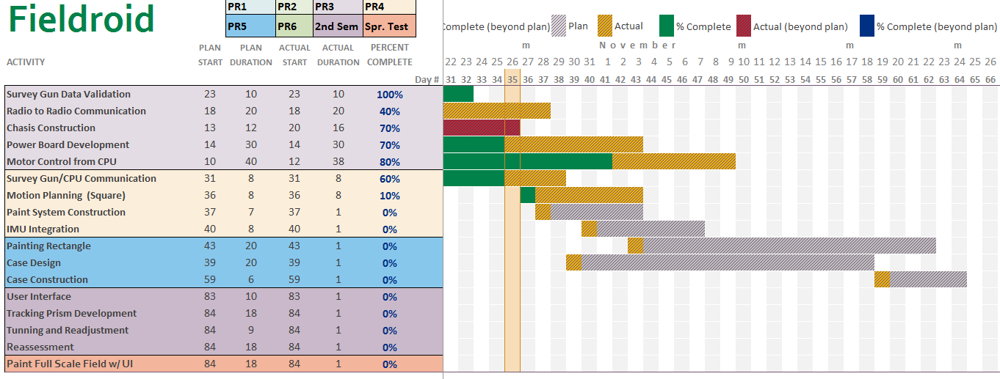 Fieldroid
PR1 PR2 PR3 PR4
PR5 PR6 2nd Sem Spr. Test
Complete (beyond plan) Plan Actual % Complete Actual (beyond plan) % Complete (beyond plan)
m November m m m
ACTIVITY PLAN START PLAN DURATION ACTUAL START ACTUAL DURATION PERCENT COMPLETE
22 23 24 25 26 27 28 29 30 31 1 2 3 4 5 6 7 8 9 10 11 12 13 14 15 16 17 18 19 20 21 22 23 24 25 26
Day # 31 32 33 34 35 36 37 38 39 40 41 42 43 44 45 46 47 48 49 50 51 52 53 54 55 56 57 58 59 60 61 62 63 64 65 66
Survey Gun Data Validation 23 10 23 10 100%
Radio to Radio Communication 18 20 18 20 40%
Chasis Construction 13 12 20 16 70%
Power Board Development 14 30 14 30 70%
Motor Control from CPU 10 40 12 38 80%
Survey Gun/CPU Communication 31 8 31 8 60%
Motion Planning (Square) 36 8 36 8 10%
Paint System Construction 37 7 37 1 0%
IMU Integration 40 8 40 1 0%
Painting Rectangle 43 20 43 1 0%
Case Design 39 20 39 1 0%
Case Construction 59 6 59 1 0%
User Interface 83 10 83 1 0%
Tracking Prism Development 84 18 84 1 0%
Tunning and Readjustment 84 9 84 1 0%
Reassessment 84 18 84 1 0%
Paint Full Scale Field w/ UI 84 18 84 1 0%